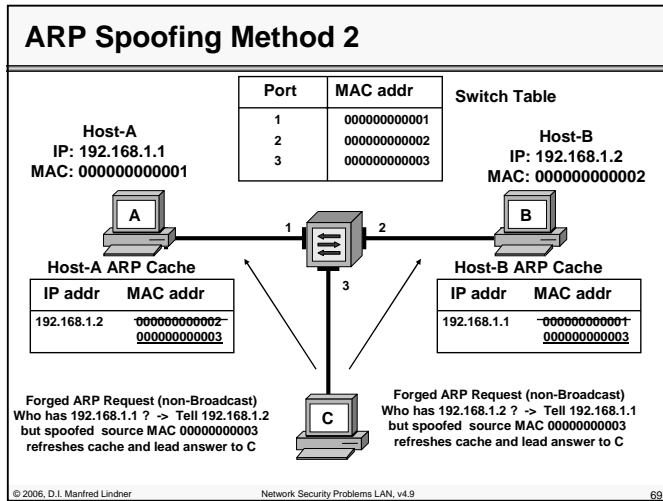 ARP Spoofing Method 2
Port MAC addr
1 000000000001
2 000000000002
3 000000000003
Switch Table
Host-A
IP: 192.168.1.1
MAC: 000000000001
Host-B
IP: 192.168.1.2
MAC: 000000000002
A
1
2
B
3
Host-A ARP Cache
IP addr MAC addr
192.168.1.2 000000000002
000000000003
Host-B ARP Cache
IP addr MAC addr
192.168.1.1 000000000001
000000000003
Forged ARP Request (non-Broadcast)
Who has 192.168.1.1 ? -> Tell 192.168.1.2
but spoofed source MAC 00000000003
refreshes cache and lead answer to C
C
Forged ARP Request (non-Broadcast)
Who has 192.168.1.2 ? -> Tell 192.168.1.1
but spoofed source MAC 00000000003
refreshes cache and lead answer to C
© 2006, D.I. Manfred Lindner
Network Security Problems LAN, v4.9
69